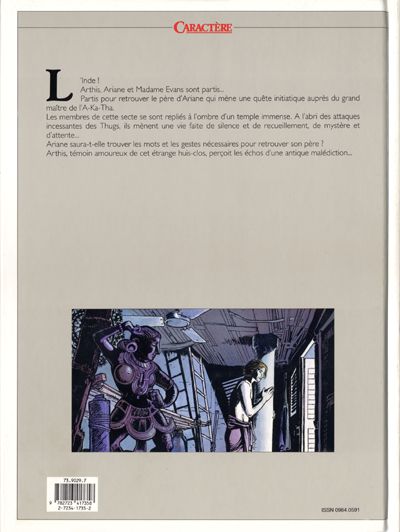 CARACTÈRE
L'Inde !
Arthis, Ariane et Madame Evans sont partis...
Partis pour retrouver le père d'Ariane qui mène une quête initiatique auprès du grand
maître de l'A-Ka-Tha.
Les membres de cette secte se sont repliés à l'ombre d'un temple immense. A l'abri des attaques
incessantes des Thugs, ils mènent une vie faite de silence et de recueillement, de mystère et
d'attente...
Ariane saura-t-elle trouver les mots et les gestes nécessaires pour retrouver son père ?
Arthis, témoin amoureux de cet étrange huis-clos, perçoit les échos d'une antique malédiction...
73.9029.7
9 782723 417358
2-7234-1735-2
ISSN 0984.0591